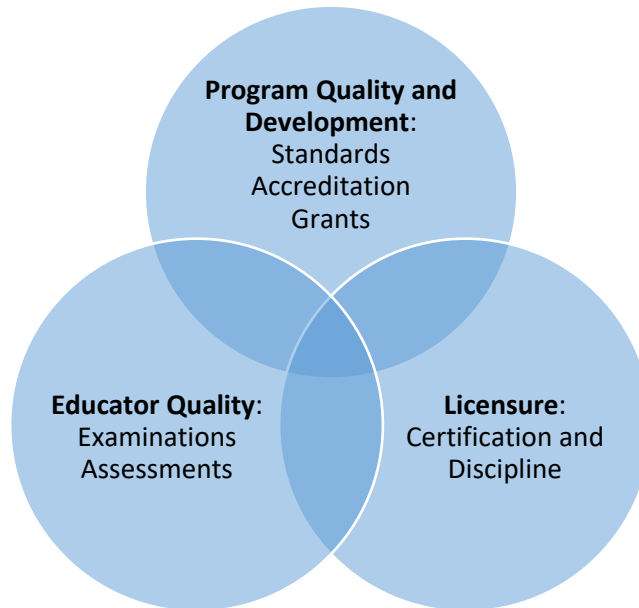 Program Quality and
Development:
Standards
Accreditation
Grants
Educator Quality:
Examinations
Assessments
Licensure:
Certification and
Discipline